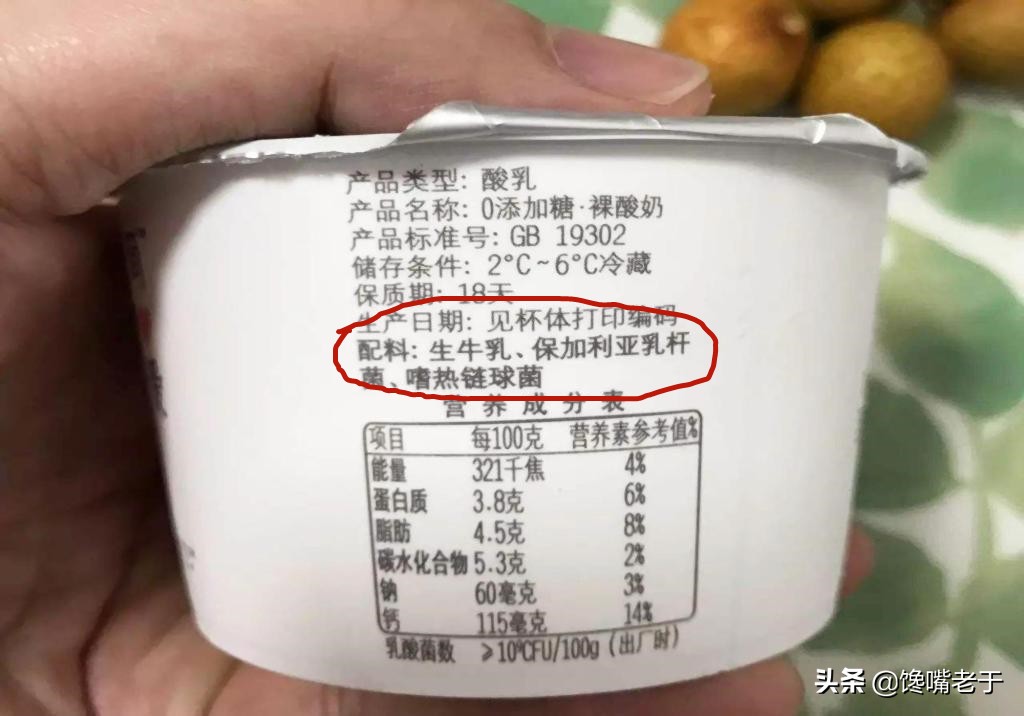 产品类型: 酸乳
产品名称: 0添加糖·裸酸奶
产品标准号: GB 19302
储存条件: 2°C~6°C冷藏
保质期: 18天
生产日期: 见杯体打印编码
配料: 生牛乳、保加利亚乳杆
菌、嗜热链球菌
营养成分表
项目 每100克 营养素参考值%
能量 321千焦 4%
蛋白质 3.8克 6%
脂肪 4.5克 8%
碳水化合物 5.3克 2%
钠 60毫克 3%
钙 115毫克 14%
乳酸菌数 ≥10⁸CFU/100g (出厂时)
头条 @馋嘴老于